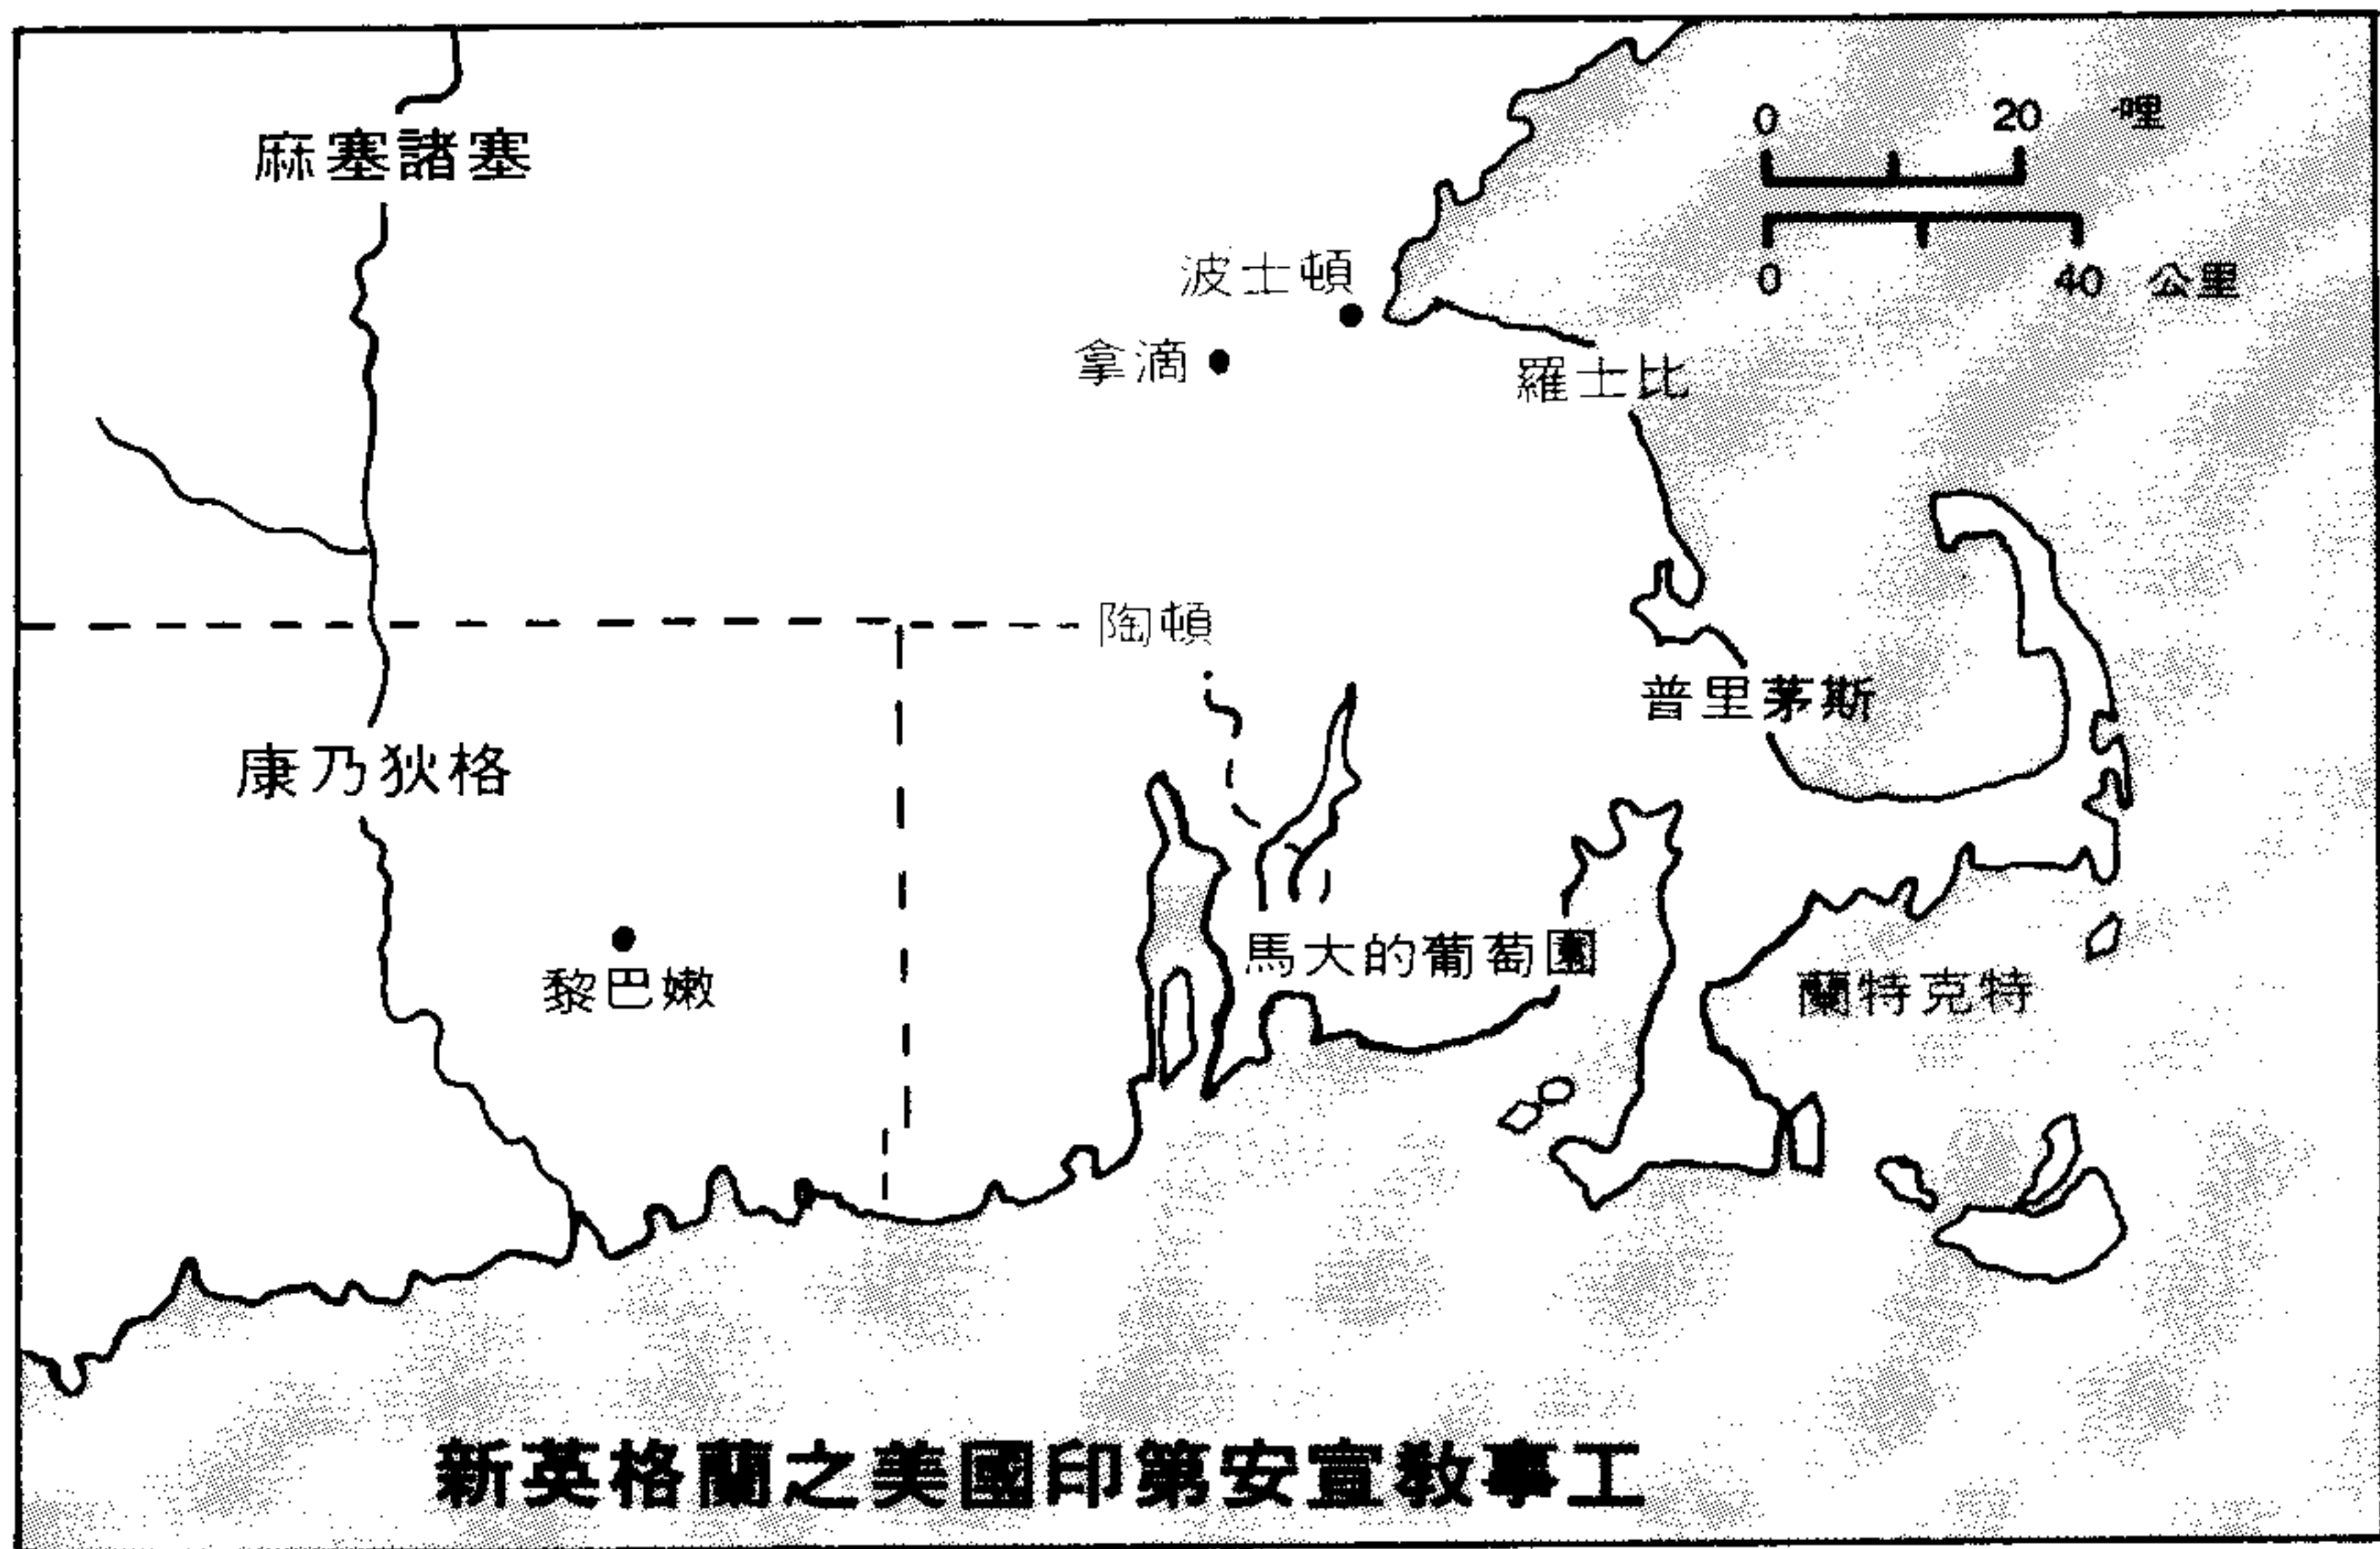 麻塞諸塞
0 20 哩
0 40 公里
波士頓
拿滴
羅士比
陶頓
普里茅斯
康乃狄格
馬大的葡萄園
黎巴嫩
蘭特克特
新英格蘭之美國印第安宣教事工